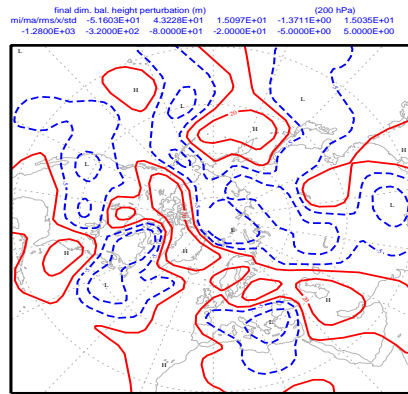 final dim. bal. height perturbation (m) (200 hPa)
mi/ma/rms/x/std -5.1603E+01 4.3228E+01 1.5097E+01 -1.3711E+00 1.5035E+01
-1.2800E+03 -3.2000E+02 -8.0000E+01 -2.0000E+01 -5.0000E+00 5.0000E+00
L
H
L
L
20
H
H
L
H
L
L
H
L
H
L
H
L
H
20
L
H
H